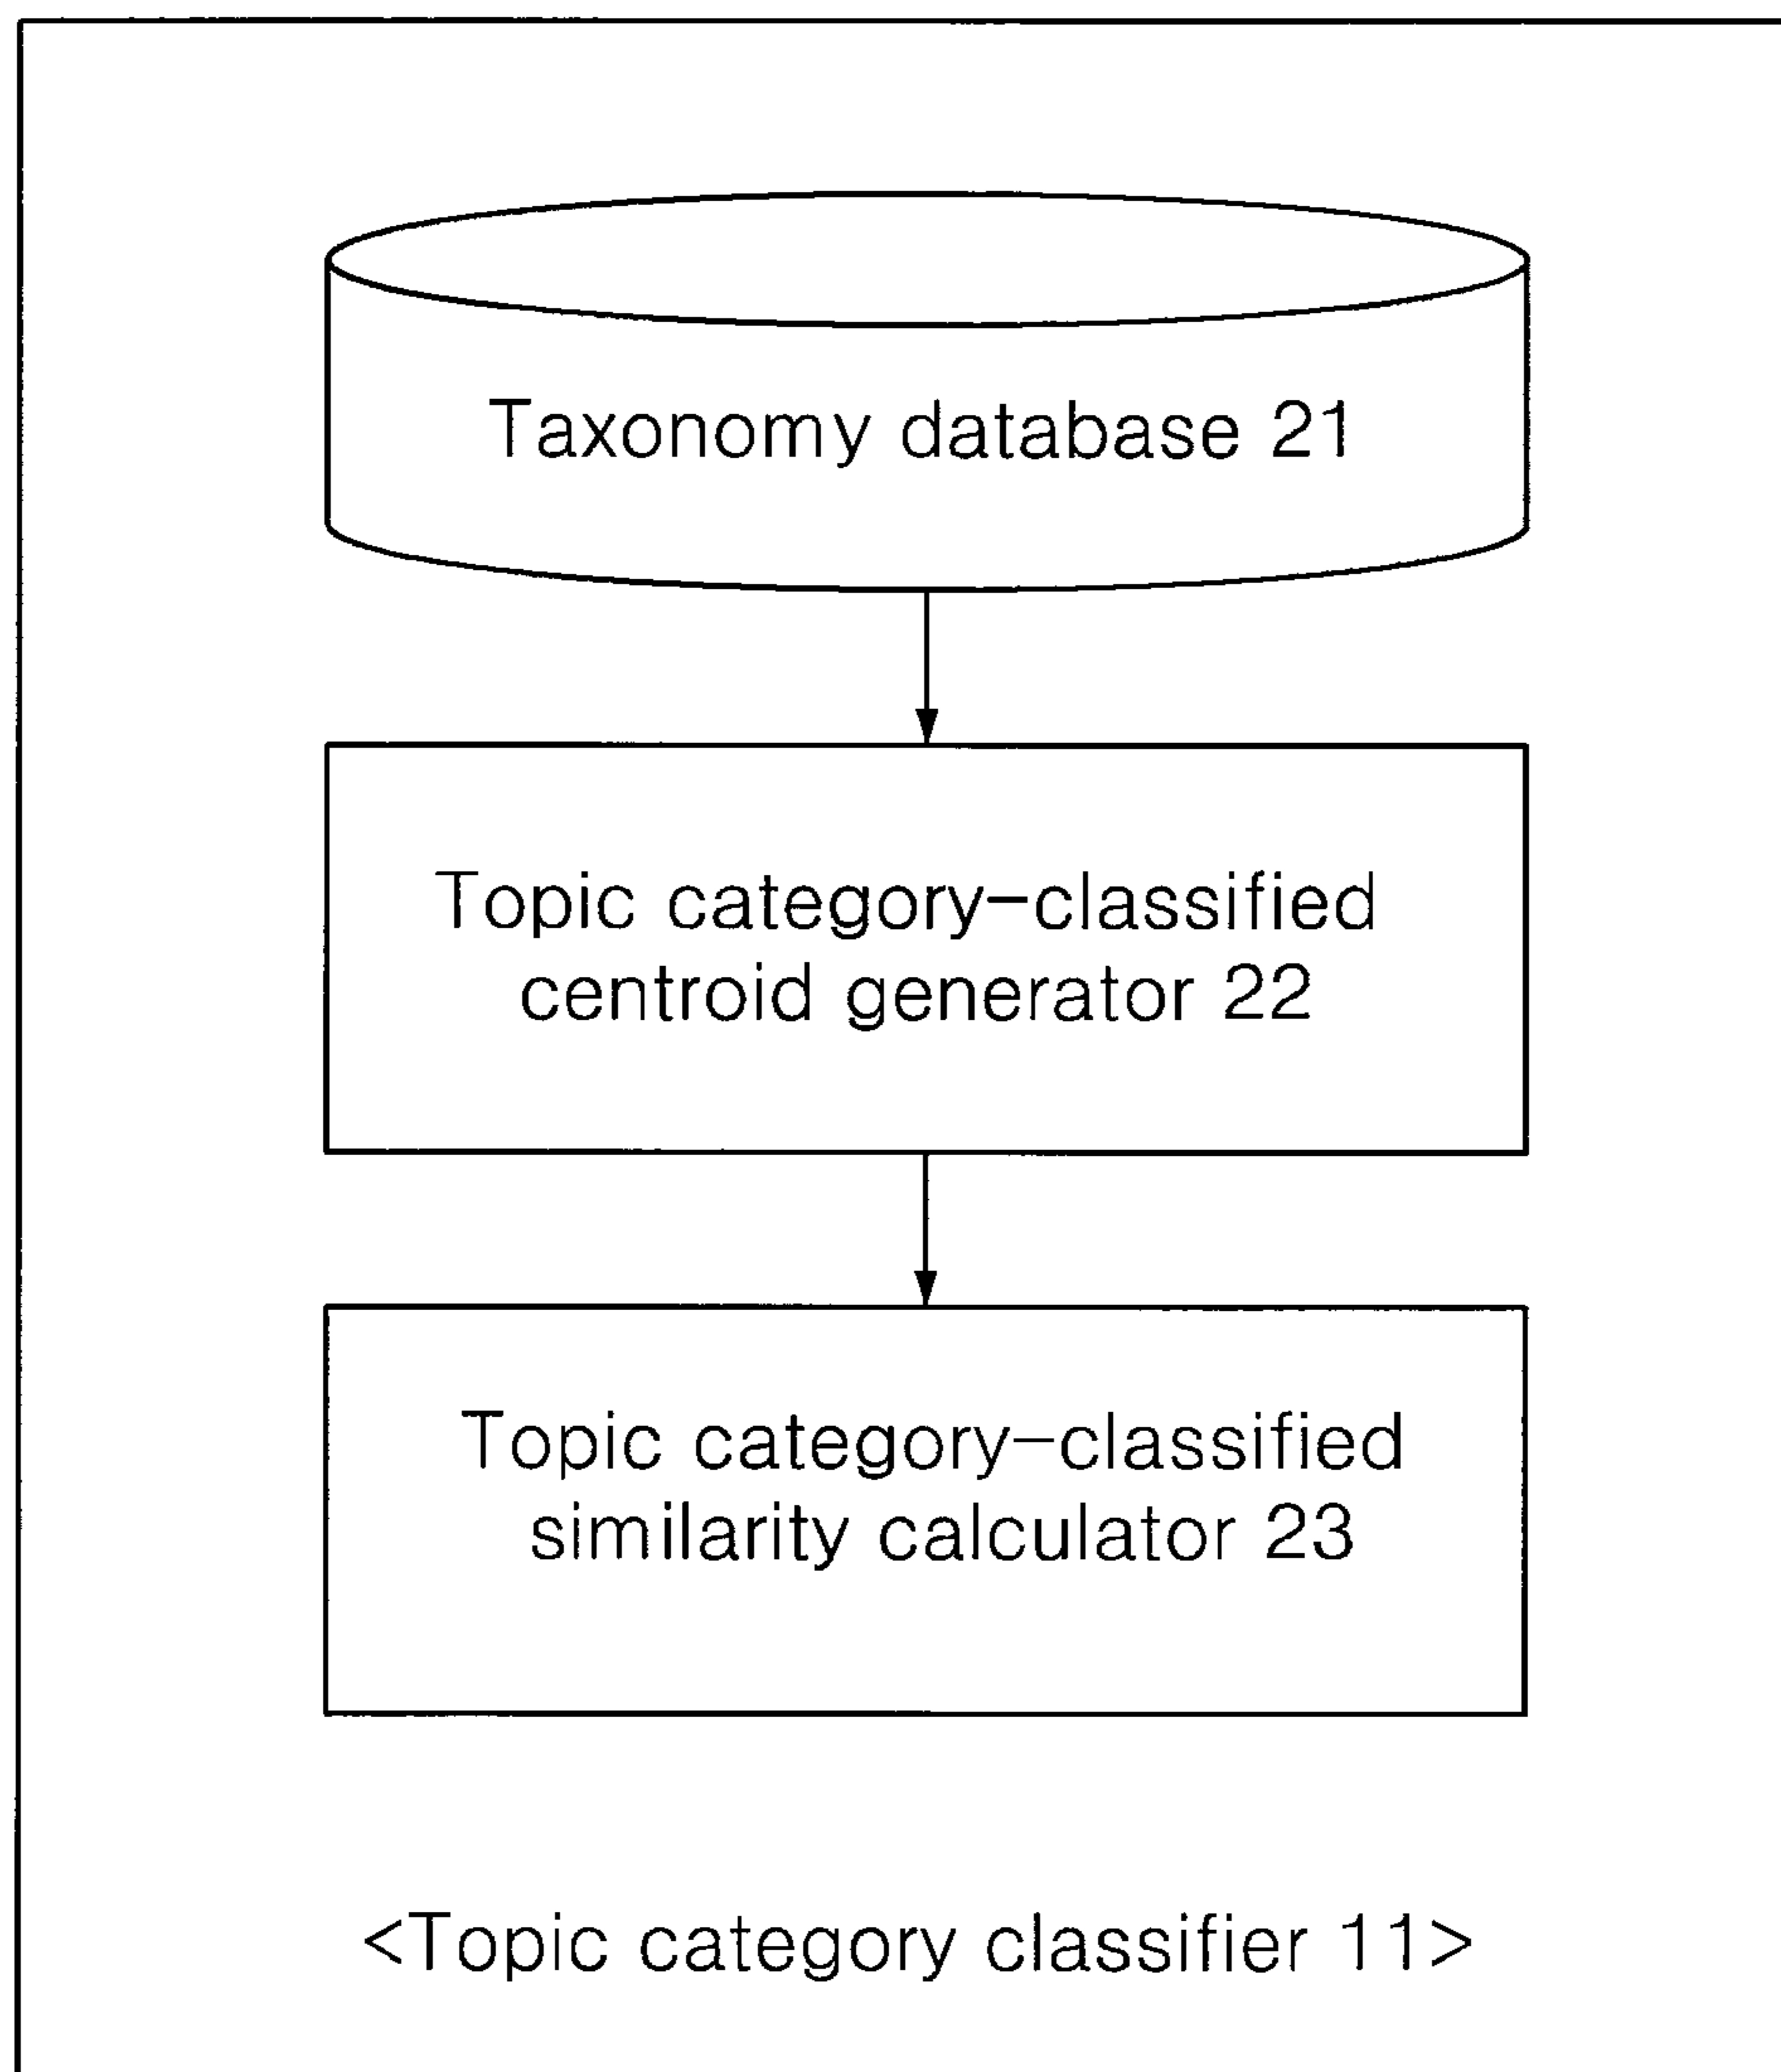 Taxonomy database 21
Topic category-classified
centroid generator 22
Topic category-classified
similarity calculator 23
<Topic category classifier 11>